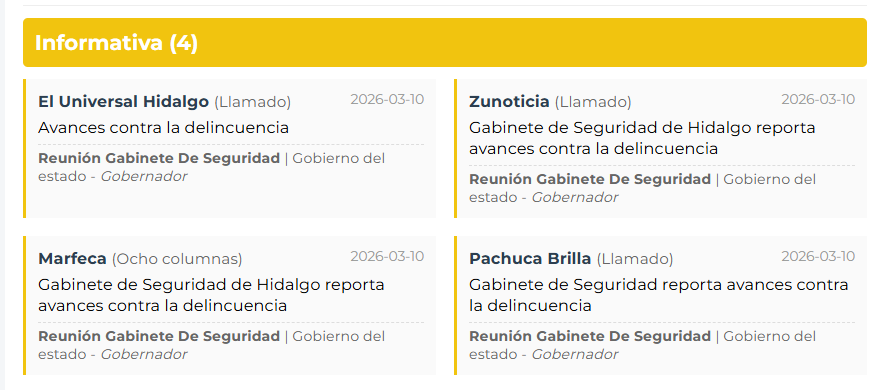 Informativa (4)
El Universal Hidalgo (Llamado) 2026-03-10
Avances contra la delincuencia
Reunión Gabinete De Seguridad | Gobierno del
estado - Gobernador
Zunoticia (Llamado) 2026-03-10
Gabinete de Seguridad de Hidalgo reporta
avances contra la delincuencia
Reunión Gabinete De Seguridad | Gobierno del
estado - Gobernador
Marfeca (Ocho columnas) 2026-03-10
Gabinete de Seguridad de Hidalgo reporta
avances contra la delincuencia
Reunión Gabinete De Seguridad | Gobierno del
estado - Gobernador
Pachuca Brilla (Llamado) 2026-03-10
Gabinete de Seguridad reporta avances contra
la delincuencia
Reunión Gabinete De Seguridad | Gobierno del
estado - Gobernador